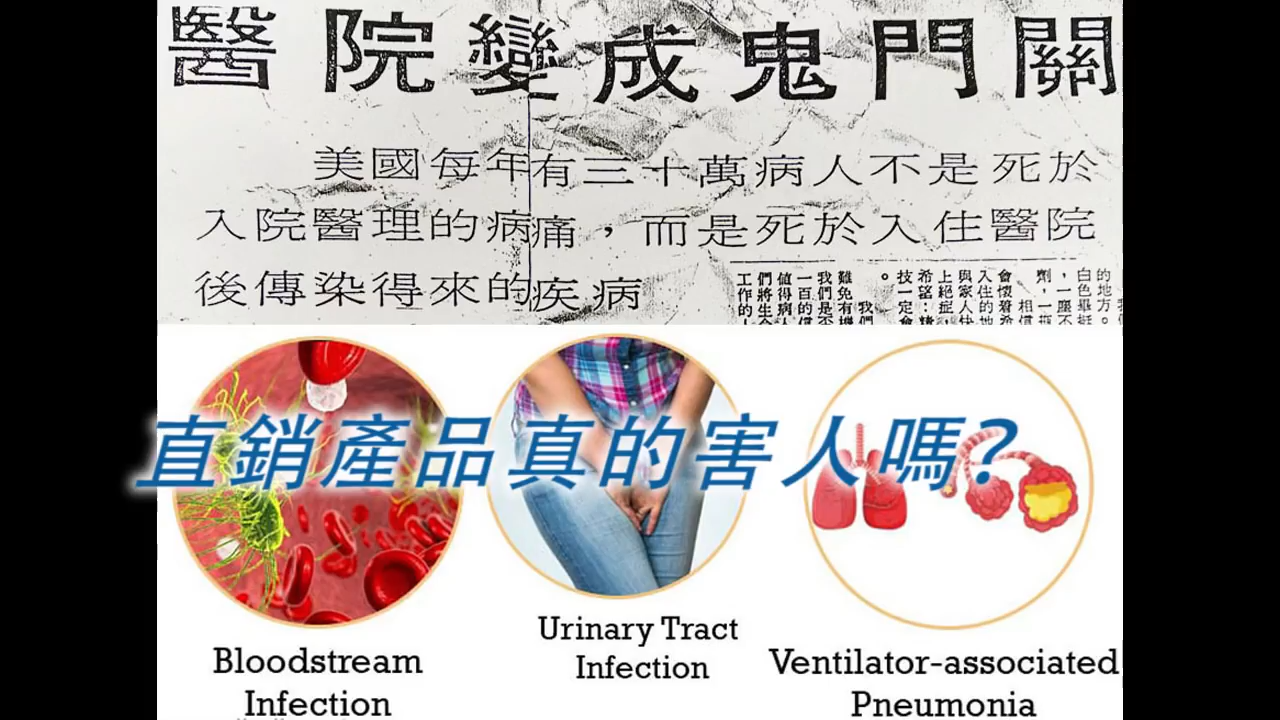 醫院變成鬼門關
美國每年有三十萬病人不是死於
入院醫理的病痛，而是死於入住醫院
後傳染得來的疾病
直銷產品真的害人嗎?
Bloodstream
Infection
Urinary Tract
Infection
Ventilator-associated
Pneumonia